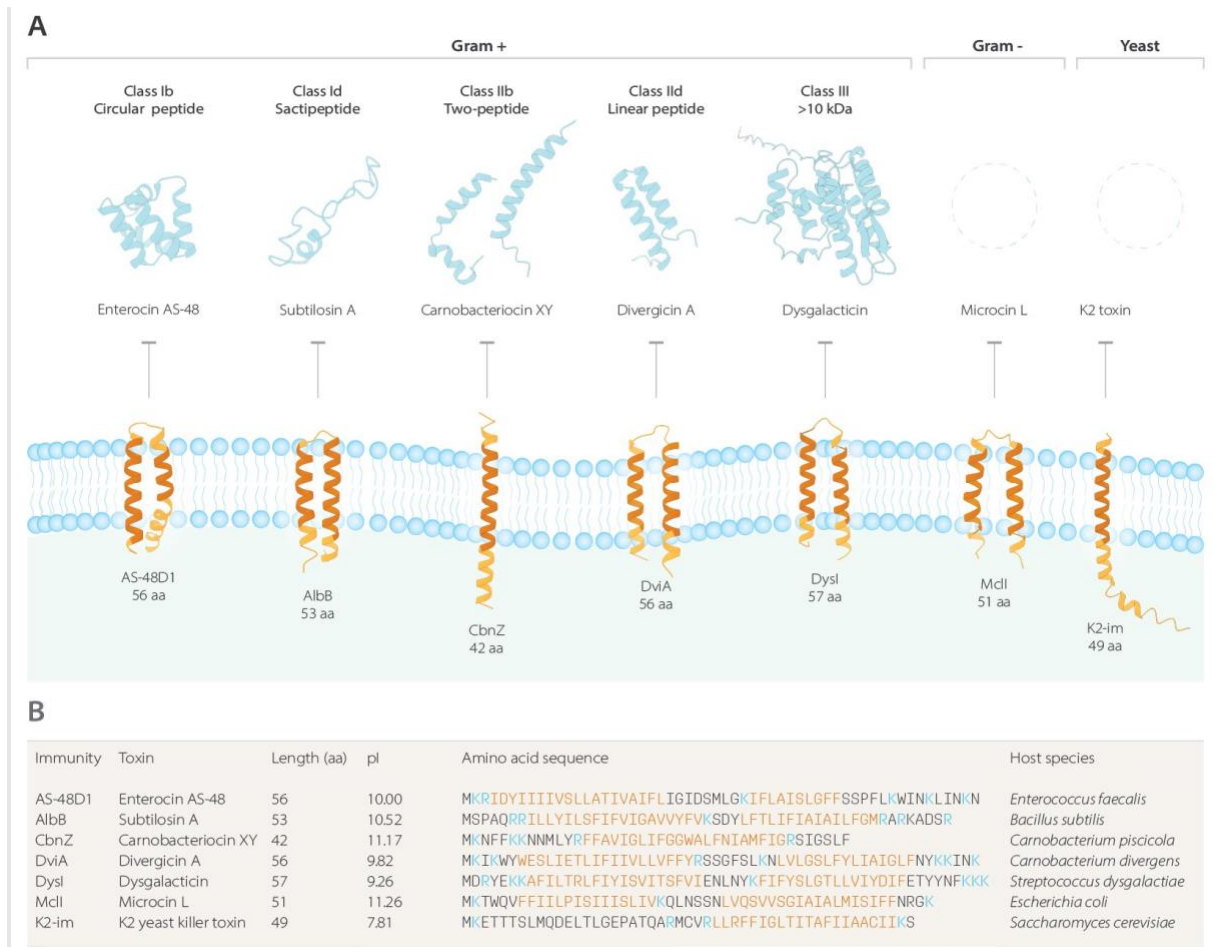 A
Gram +
Gram -
Yeast
Class Ib
Circular peptide
Class Id
Sactipeptide
Class IIb
Two-peptide
Class IId
Linear peptide
Class III
>10 kDa
Enterocin AS-48
Subtilosin A
Carnobacteriocin XY
Divergicin A
Dysgalacticin
Microcin L
K2 toxin
AS-48D1
56 aa
AlbB
53 aa
CbnZ
42 aa
DviA
56 aa
DysI
57 aa
MclI
51 aa
K2-im
49 aa
B
Immunity Toxin Length (aa) pI Amino acid sequence Host species
AS-48D1 Enterocin AS-48 56 10.00 MKRIDYIIIIVSLLATIVAIFLIGIDSMLGKIFLAISLGFFSSPFLKWINKLINKN Enterococcus faecalis
AlbB Subtilosin A 53 10.52 MSPAQRRILLYILSFIFVIGAVVYFVKSDYLFTLIFIAIAILFGMRARKADSR Bacillus subtilis
CbnZ Carnobacteriocin XY 42 11.17 MKNFFKKNNMLYRFFAVIGLIFGGWALFNIAMFIGRSIGSLF Carnobacterium piscicola
DviA Divergicin A 56 9.82 MKIKWYWESLIETLIFIIVLLVFFYRSSGFSLKNLVLGSLFYLIAIGLFNYKKINK Carnobacterium divergens
DysI Dysgalacticin 57 9.26 MDRYEKKAFILTRLFIYISVITSFVIENLNYKFIFYSLGTLLVIYDIFETYYNFKKK Streptococcus dysgalactiae
MclI Microcin L 51 11.26 MKTWQVFFIILPISIIISLIVKQLNSSNLVQSVVSGIAIALMISIFFNRGK Escherichia coli
K2-im K2 yeast killer toxin 49 7.81 MKETTTSLMQDELTLGEPATQARMCVRLLRFFIGLTITAFIIAACIIKS Saccharomyces cerevisiae